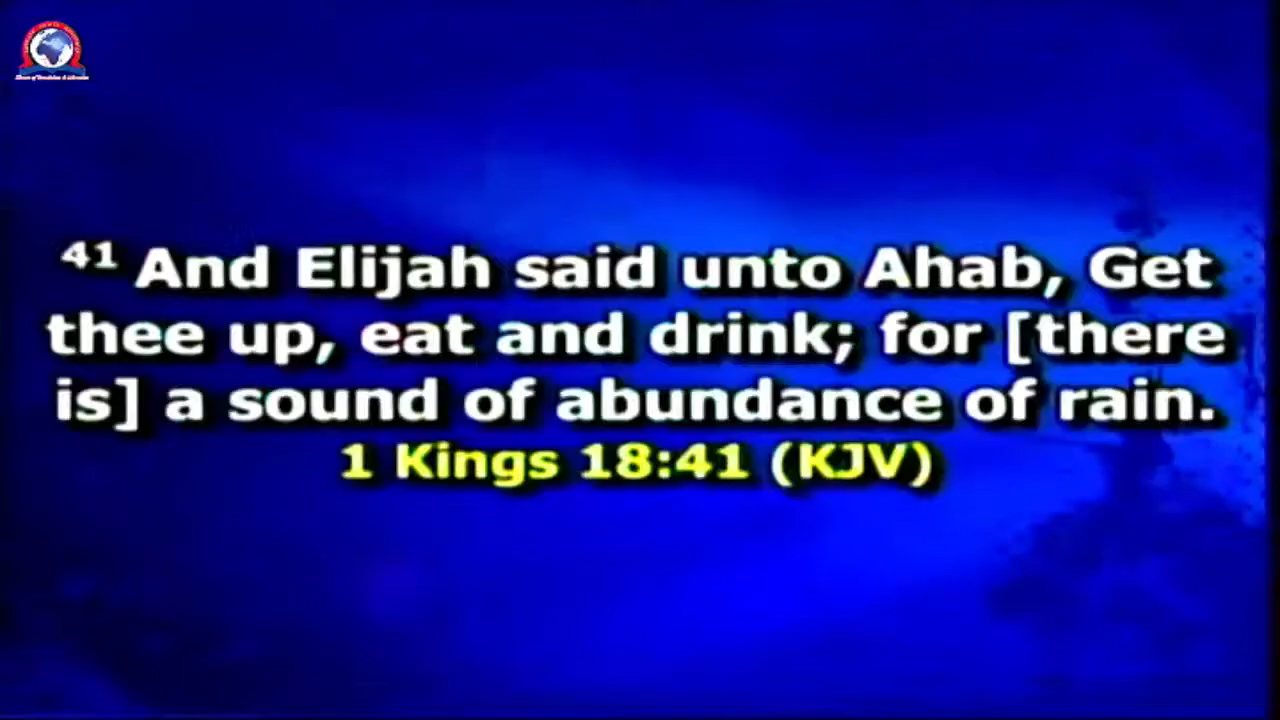 41 And Elijah said unto Ahab, Get
thee up, eat and drink; for [there
is] a sound of abundance of rain.
1 Kings 18:41 (KJV)